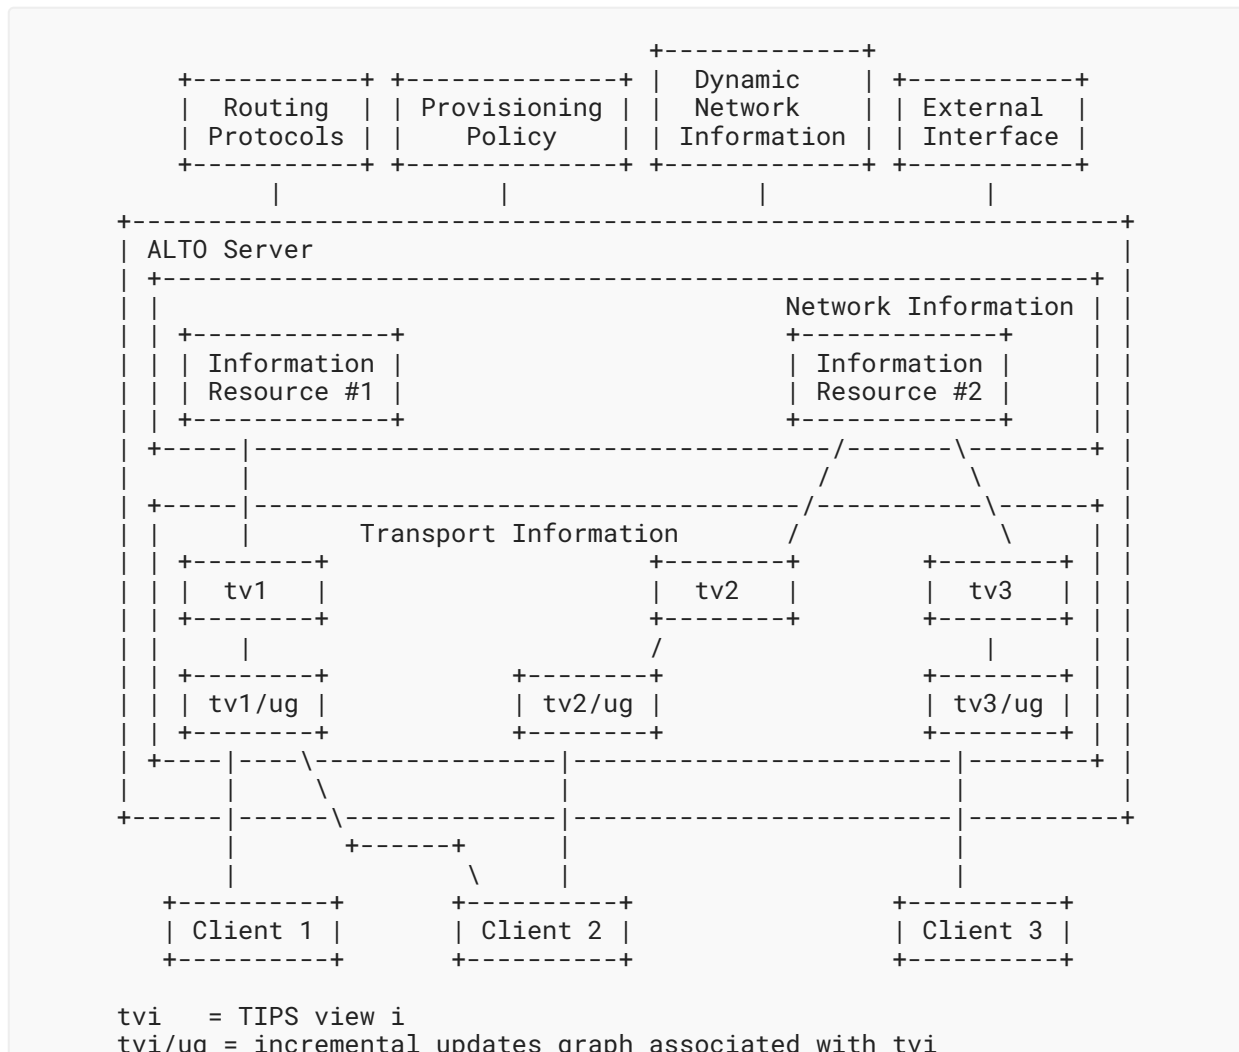 +-------------+
    +-----------+ +--------------+ |  Dynamic    | +-----------+
    |  Routing  | | Provisioning | |  Network    | | External  |
    | Protocols | |    Policy    | | Information | | Interface |
    +-----------+ +--------------+ +-------------+ +-----------+
          |              |                |              |
+-----------------------------------------------------------------+
| ALTO Server                                                     |
| +-------------------------------------------------------------+ |
| |                                         Network Information | |
| | +-------------+                         +-------------+     | |
| | | Information |                         | Information |     | |
| | | Resource #1 |                         | Resource #2 |     | |
| | +-------------+                         +-------------+     | |
| +-----|--------------------------------------/-------\--------+ |
|       |                                     /         \         |
| +-----|------------------------------------/-----------\------+ |
| |     |       Transport Information       /             \     | |
| | +--------+                     +--------+        +--------+ | |
| | |  tv1   |                     |  tv2   |        |  tv3   | | |
| | +--------+                     +--------+        +--------+ | |
| |     |                          /                     |      | |
| | +--------+            +--------+                 +--------+ | |
| | | tv1/ug |            | tv2/ug |                 | tv3/ug | | |
| | +--------+            +--------+                 +--------+ | |
| +----|----\----------------|-------------------------|--------+ |
|      |     \               |                         |          |
+------|------\--------------|-------------------------|----------+
       |       +------+      |                         |
       |               \     |                         |
   +----------+       +----------+                 +----------+
   | Client 1 |       | Client 2 |                 | Client 3 |
   +----------+       +----------+                 +----------+
tvi   = TIPS view i
tvi/ug = incremental updates graph associated with tvi